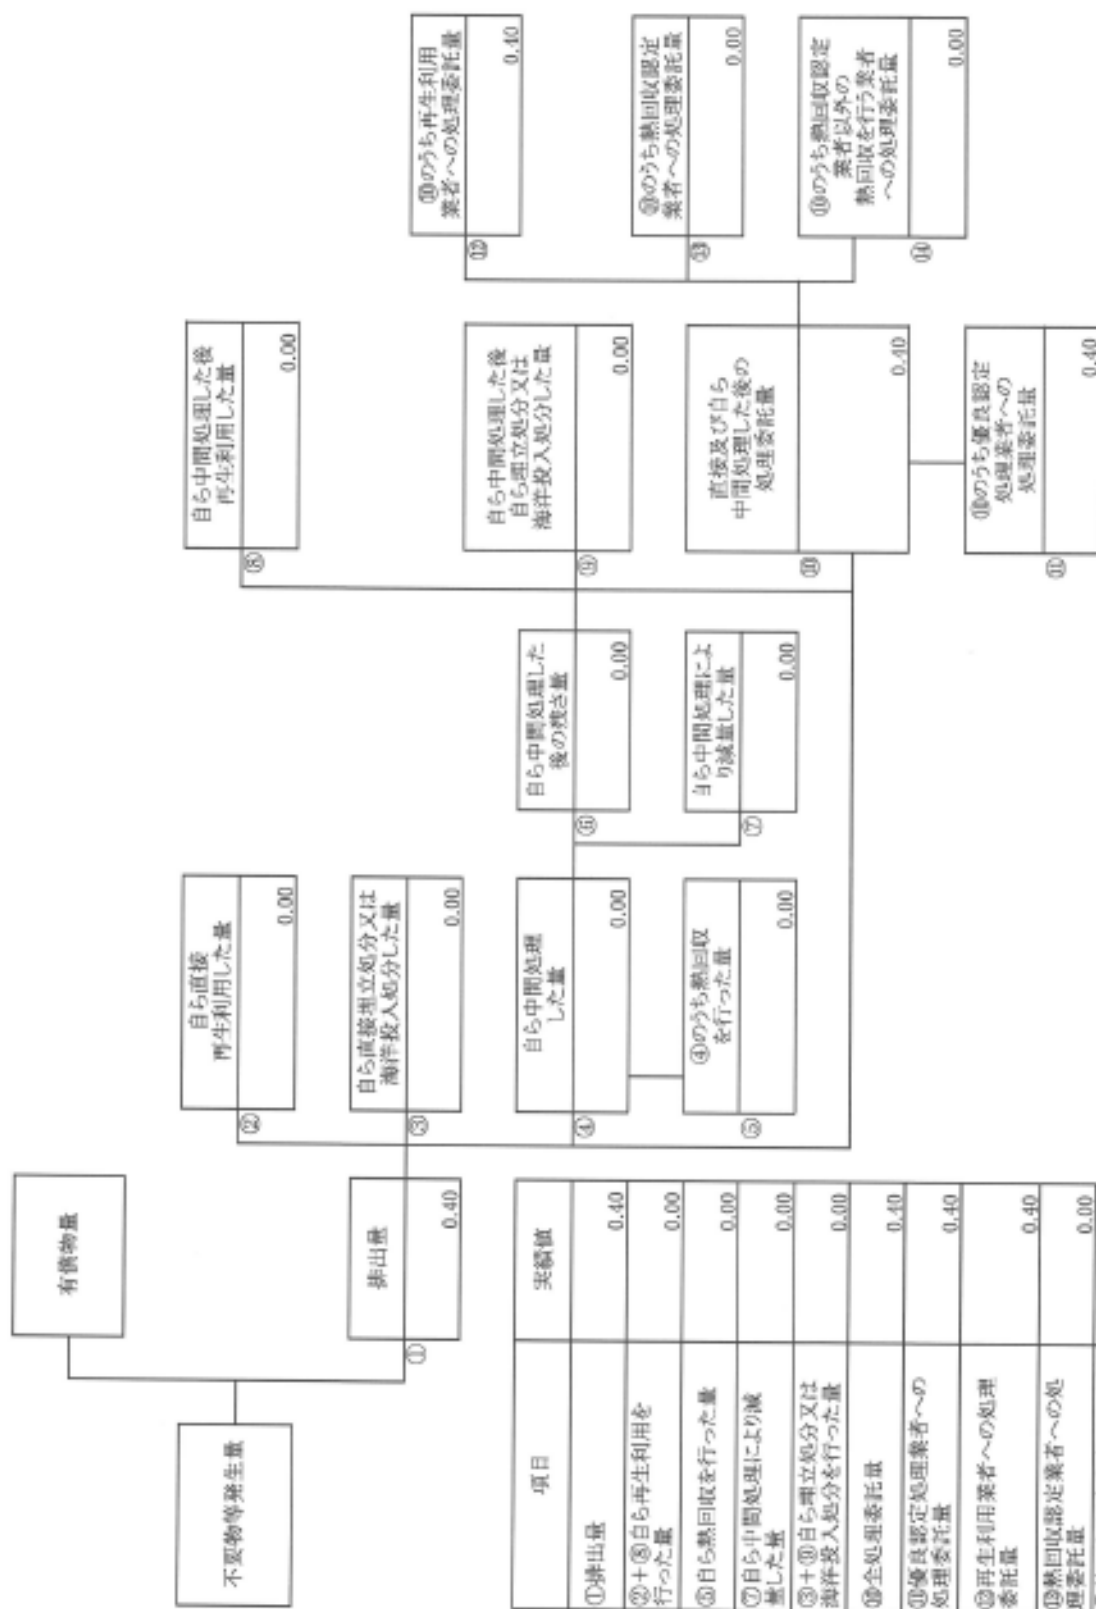 不要物等発生量
有償物量
①
排出量
0.40
②
自ら直接
再生利用した量
0.00
③
自ら直接埋立処分又は
海洋投入処分した量
0.00
④
自ら中間処理
した量
0.00
⑤
④のうち熱回収
を行った量
0.00
⑥
自ら中間処理した
後の残さ量
0.00
⑦
自ら中間処理によ
り減量した量
0.00
⑧
自ら中間処理した後
再生利用した量
0.00
⑨
自ら中間処理した後
自ら埋立処分又は
海洋投入処分した量
0.00
⑩
直接及び自ら
中間処理した後の
処理委託量
0.40
⑪
⑩のうち優良認定
処理業者への
処理委託量
0.40
⑫
⑩のうち再生利用
業者への処理委託量
0.40
⑬
⑩のうち熱回収認定
業者への処理委託量
0.00
⑭
⑩のうち熱回収認定
業者以外の
熱回収を行う業者
への処理委託量
0.00
項目 実績値
①排出量 0.40
②+⑧自ら再生利用を
行った量 0.00
⑤自ら熱回収を行った量 0.00
⑦自ら中間処理により減
量した量 0.00
③+⑨自ら埋立処分又は
海洋投入処分を行った量 0.00
⑩全処理委託量 0.40
⑪優良認定処理業者への
処理委託量 0.40
⑫再生利用業者への処理
委託量 0.40
⑬熱回収認定業者への処
理委託量 0.00